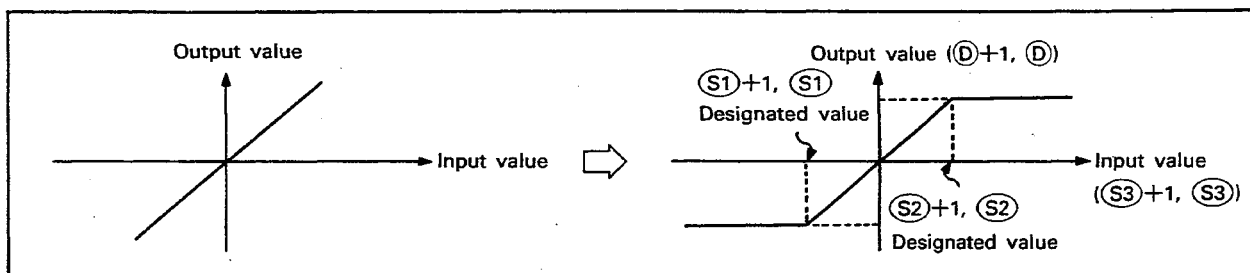 Output value
Input value
Output value (Ⓓ+1, Ⓓ)
(S1)+1, (S1)
Designated value
Input value
((S3)+1, (S3))
(S2)+1, (S2)
Designated value